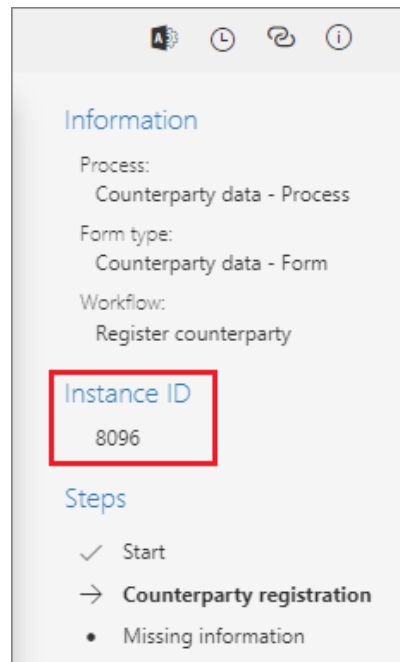 Information
Process:
Counterparty data - Process
Form type:
Counterparty data - Form
Workflow:
Register counterparty
Instance ID
8096
Steps
Start
Counterparty registration
Missing information